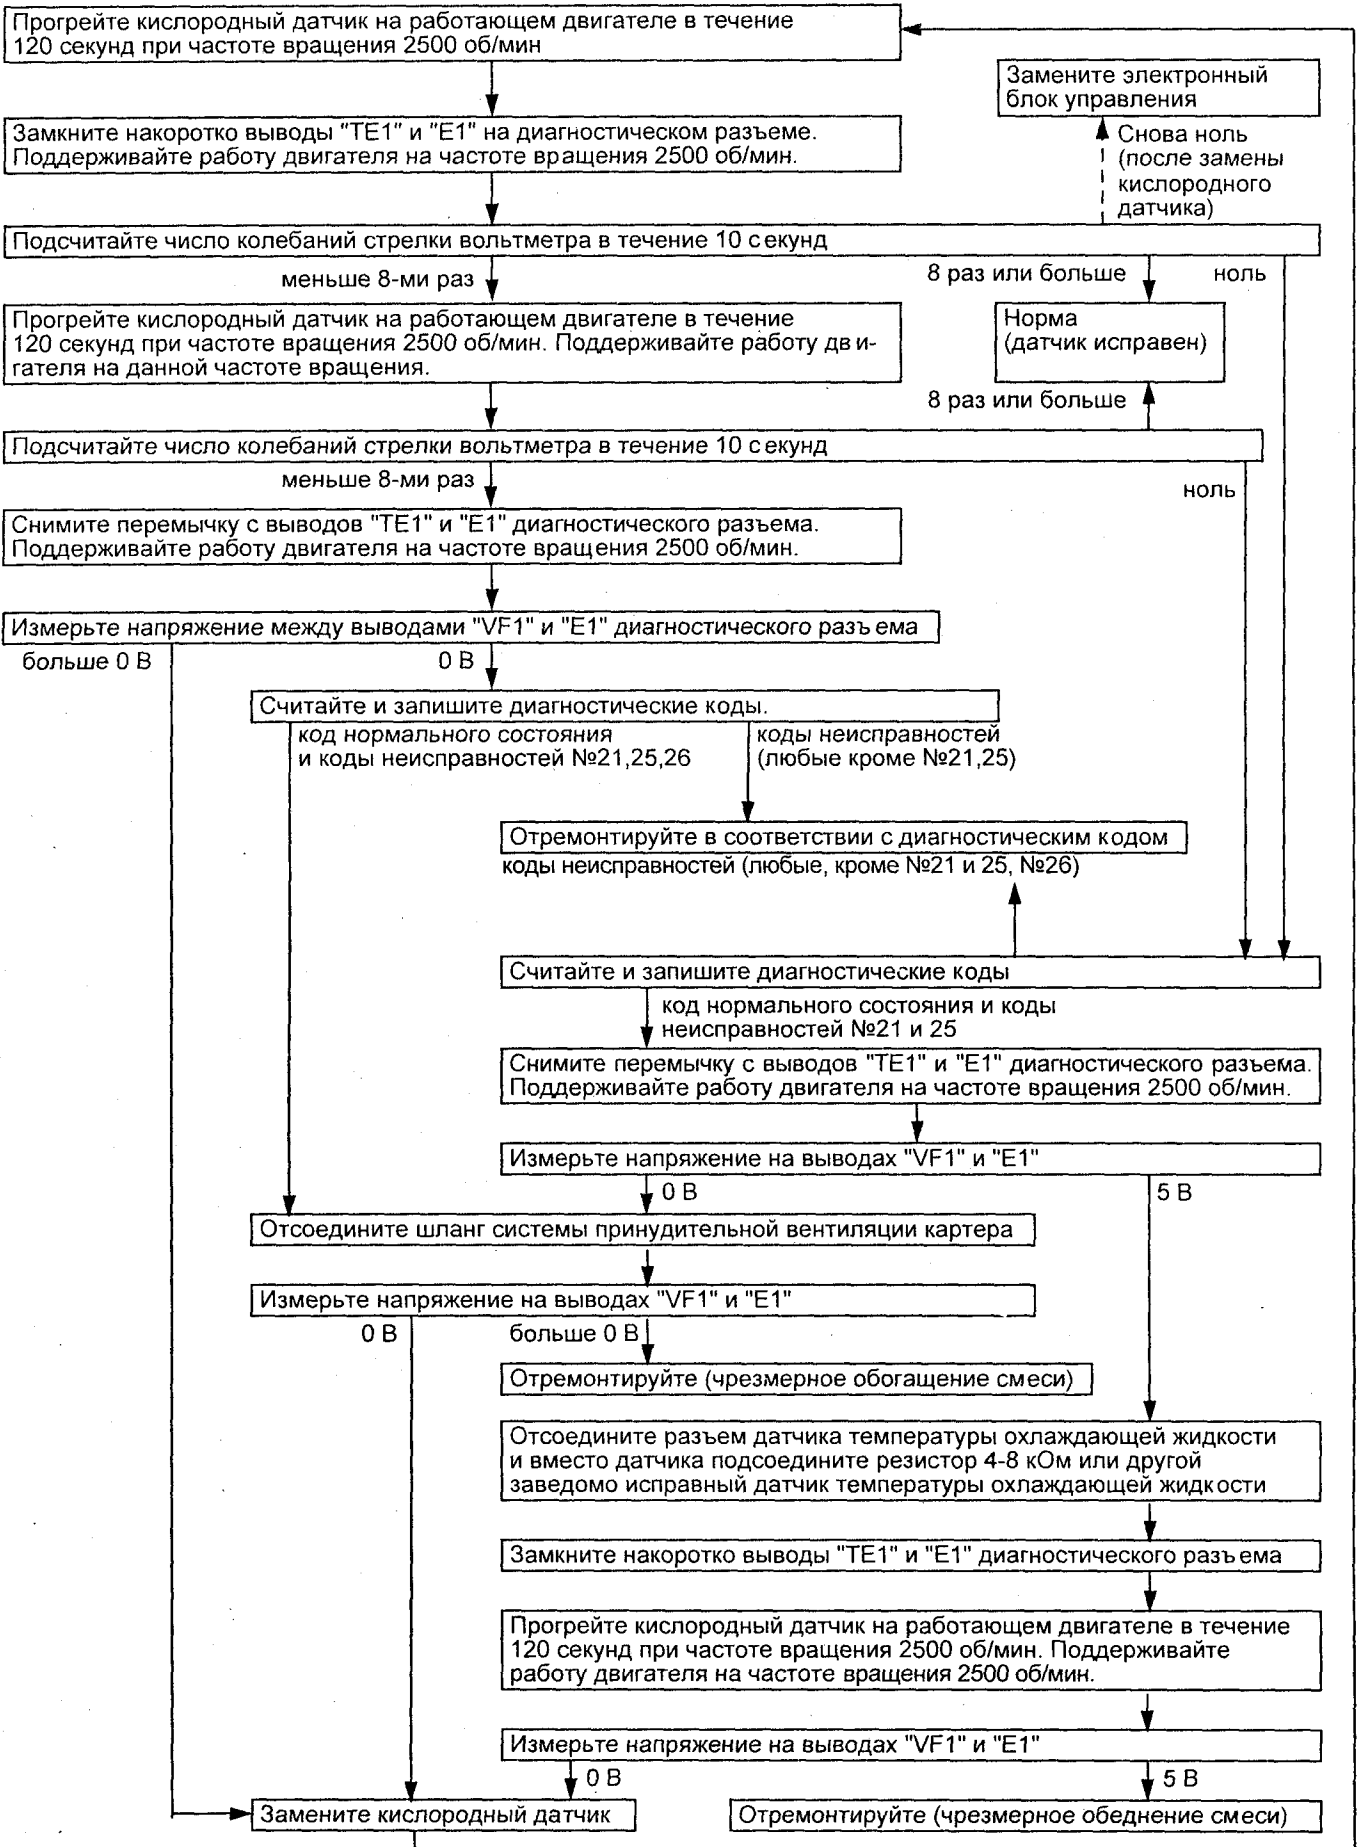 Прогрейте кислородный датчик на работающем двигателе в течение
120 секунд при частоте вращения 2500 об/мин
Замените электронный
блок управления
Замкните накоротко выводы "TE1" и "E1" на диагностическом разъеме.
Поддерживайте работу двигателя на частоте вращения 2500 об/мин.
Снова ноль
(после замены
кислородного
датчика)
Подсчитайте число колебаний стрелки вольтметра в течение 10 секунд
меньше 8-ми раз
8 раз или больше
ноль
Прогрейте кислородный датчик на работающем двигателе в течение
120 секунд при частоте вращения 2500 об/мин. Поддерживайте работу дви-
гателя на данной частоте вращения.
Норма
(датчик исправен)
8 раз или больше
Подсчитайте число колебаний стрелки вольтметра в течение 10 секунд
меньше 8-ми раз
ноль
Снимите перемычку с выводов "TE1" и "E1" диагностического разъема.
Поддерживайте работу двигателя на частоте вращения 2500 об/мин.
Измерьте напряжение между выводами "VF1" и "E1" диагностического разъема
больше 0 В
0 В
Считайте и запишите диагностические коды.
код нормального состояния
и коды неисправностей №21,25,26
коды неисправностей
(любые кроме №21,25)
Отремонтируйте в соответствии с диагностическим кодом
коды неисправностей (любые, кроме №21 и 25, №26)
Считайте и запишите диагностические коды
код нормального состояния и коды
неисправностей №21 и 25
Снимите перемычку с выводов "TE1" и "E1" диагностического разъема.
Поддерживайте работу двигателя на частоте вращения 2500 об/мин.
Измерьте напряжение на выводах "VF1" и "E1"
0 В
5 В
Отсоедините шланг системы принудительной вентиляции картера
Измерьте напряжение на выводах "VF1" и "E1"
0 В
больше 0 В
Отремонтируйте (чрезмерное обогащение смеси)
Отсоедините разъем датчика температуры охлаждающей жидкости
и вместо датчика подсоедините резистор 4-8 кОм или другой
заведомо исправный датчик температуры охлаждающей жидкости
Замкните накоротко выводы "TE1" и "E1" диагностического разъема
Прогрейте кислородный датчик на работающем двигателе в течение
120 секунд при частоте вращения 2500 об/мин. Поддерживайте
работу двигателя на частоте вращения 2500 об/мин.
Измерьте напряжение на выводах "VF1" и "E1"
0 В
5 В
Замените кислородный датчик
Отремонтируйте (чрезмерное обеднение смеси)